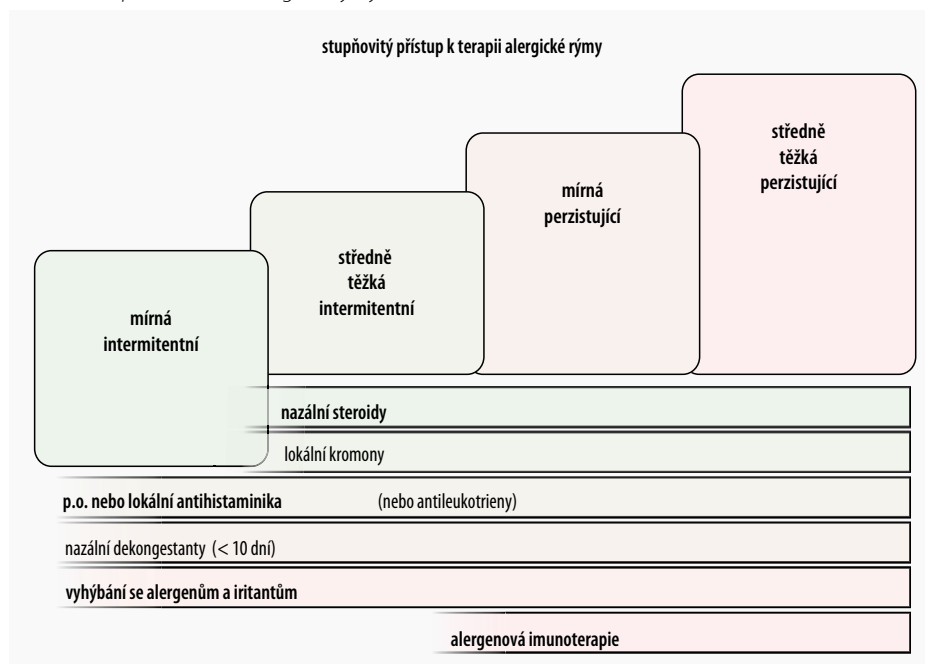 stupňovitý přístup k terapii alergické rýmy
středně
těžká
perzistující
mírná
perzistující
středně
těžká
intermitentní
mírná
intermitentní
nazální steroidy
lokální kromony
p.o. nebo lokální antihistaminika (nebo antileukotrieny)
nazální dekongestanty (< 10 dní)
vyhýbání se alergenům a iritantům
alergenová imunoterapie